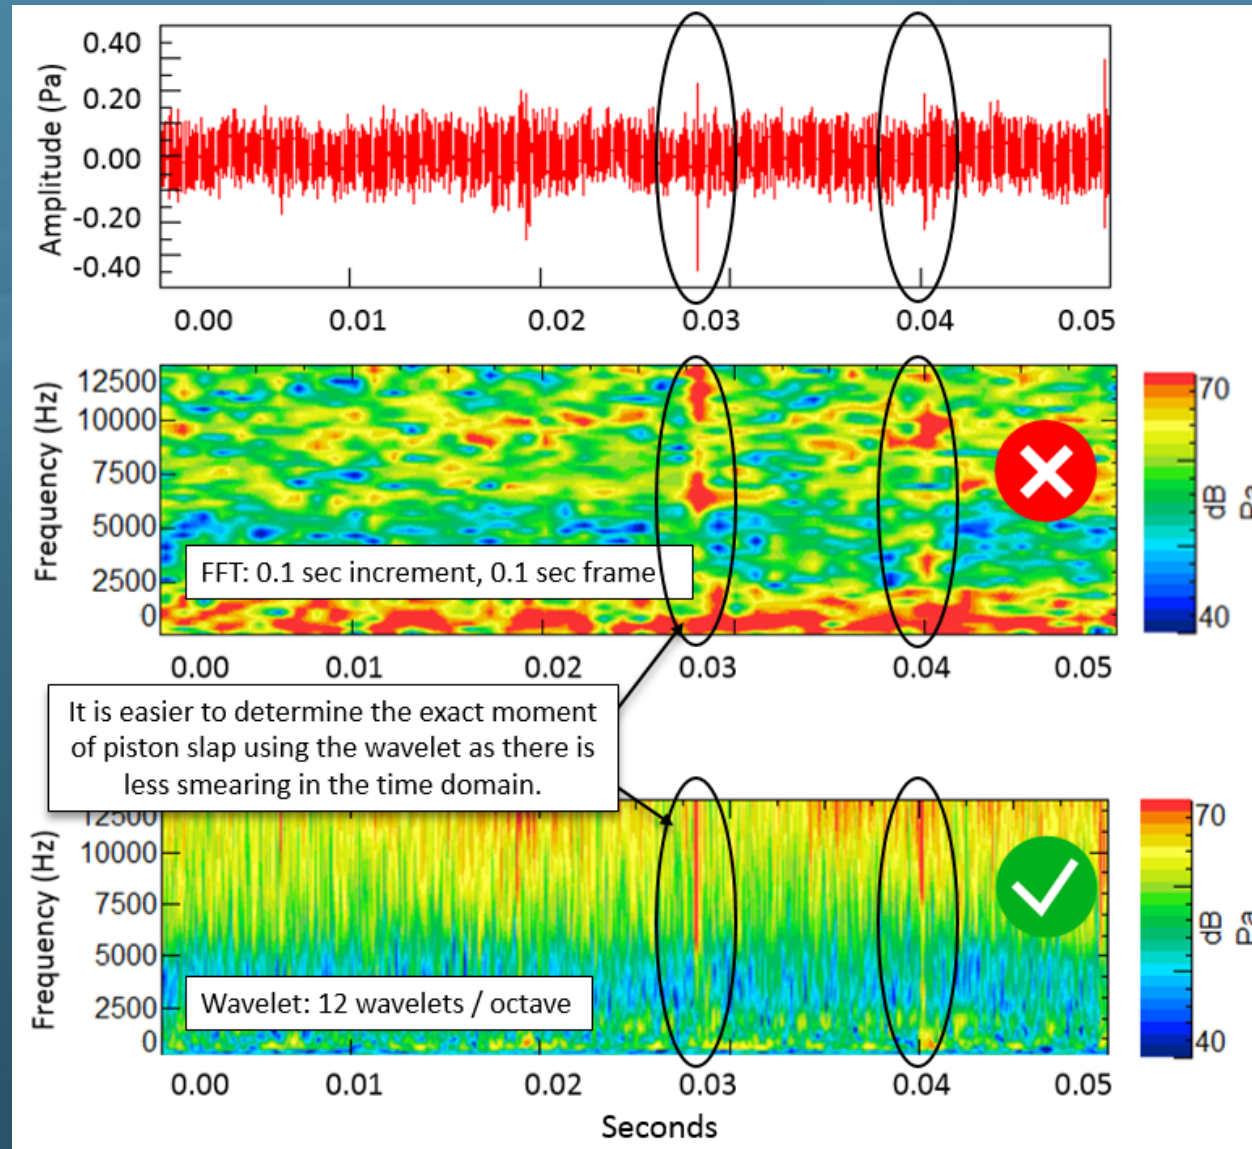 Amplitude (Pa)
0.40
0.20
0.00
-0.20
-0.40
0.00 0.01 0.02 0.03 0.04 0.05
Frequency (Hz)
12500
10000
7500
5000
2500
0
FFT: 0.1 sec increment, 0.1 sec frame
70
dB
Pa
40
0.00 0.01 0.02 0.03 0.04 0.05
It is easier to determine the exact moment
of piston slap using the wavelet as there is
less smearing in the time domain.
Frequency (Hz)
12500
10000
7500
5000
2500
0
Wavelet: 12 wavelets / octave
70
dB
Pa
40
0.00 0.01 0.02 0.03 0.04 0.05
Seconds